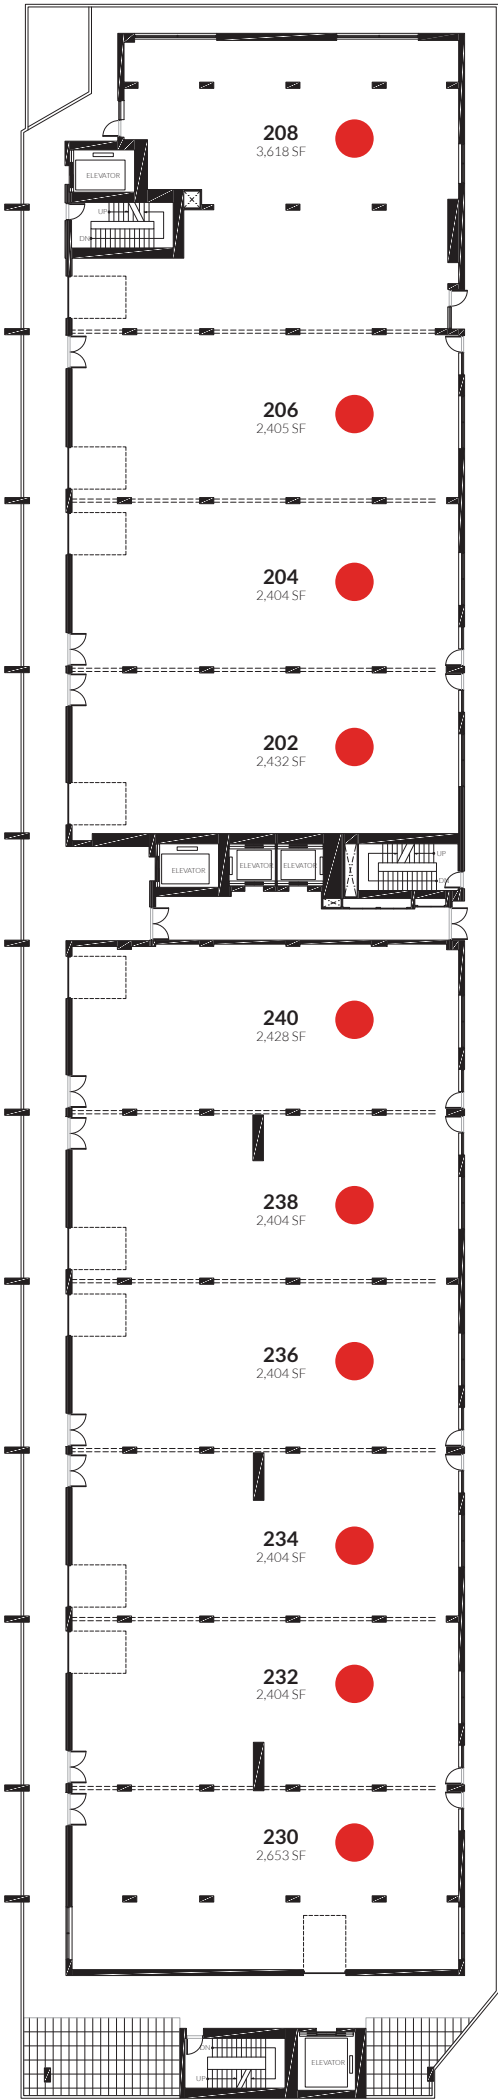 208
3,618 SF
ELEVATOR
UP
DN
206
2,405 SF
204
2,404 SF
202
2,432 SF
ELEVATOR
ELEVATOR
ELEVATOR
UP
DN
240
2,428 SF
238
2,404 SF
236
2,404 SF
234
2,404 SF
232
2,404 SF
230
2,653 SF
DN
UP
ELEVATOR